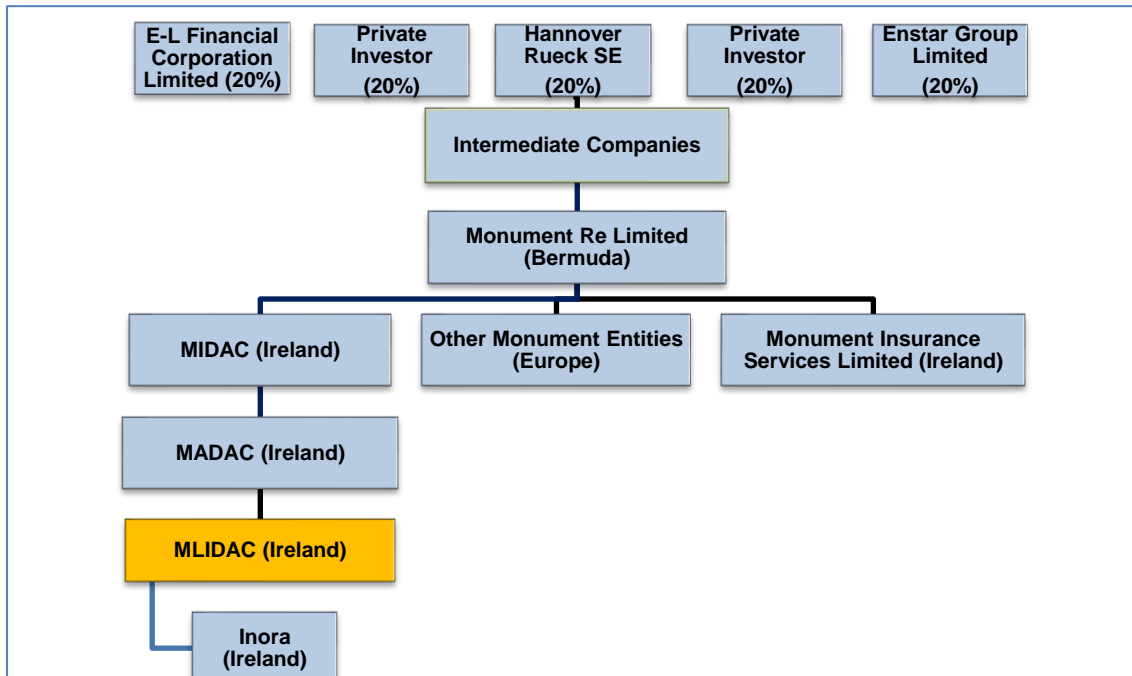 E-L Financial
Corporation
Limited (20%)
Private
Investor
(20%)
Hannover
Rueck SE
(20%)
Private
Investor
(20%)
Enstar Group
Limited
(20%)
Intermediate Companies
Monument Re Limited
(Bermuda)
MIDAC (Ireland)
Other Monument Entities
(Europe)
Monument Insurance
Services Limited (Ireland)
MADAC (Ireland)
MLIDAC (Ireland)
Inora
(Ireland)